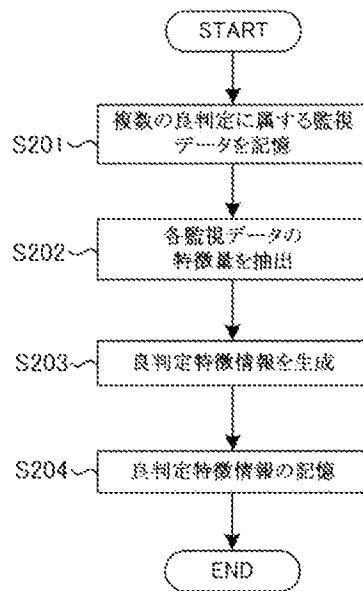 START
S201
複数の良判定に属する監視
データを記憶
S202
各監視データの
特徴量を抽出
S203
良判定特徴情報を生成
S204
良判定特徴情報の記憶
END